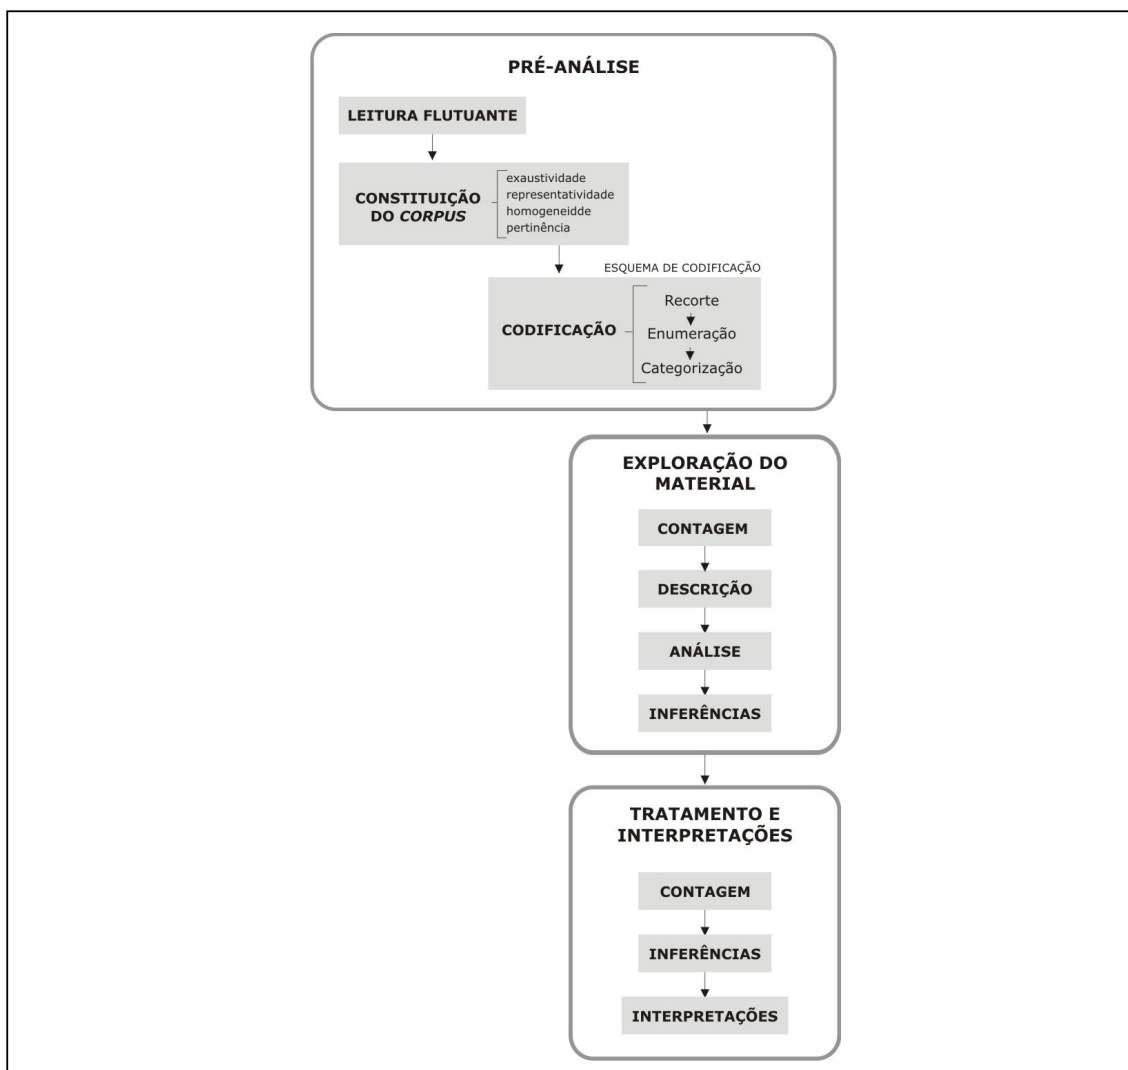 PRÉ-ANÁLISE
LEITURA FLUTUANTE
CONSTITUIÇÃO
DO CORPUS
exaustividade
representatividade
homogeneidde
pertinência
ESQUEMA DE CODIFICAÇÃO
CODIFICAÇÃO
Recorte
Enumeração
Categorização
EXPLORAÇÃO DO
MATERIAL
CONTAGEM
DESCRIÇÃO
ANÁLISE
INFERÊNCIAS
TRATAMENTO E
INTERPRETAÇÕES
CONTAGEM
INFERÊNCIAS
INTERPRETAÇÕES